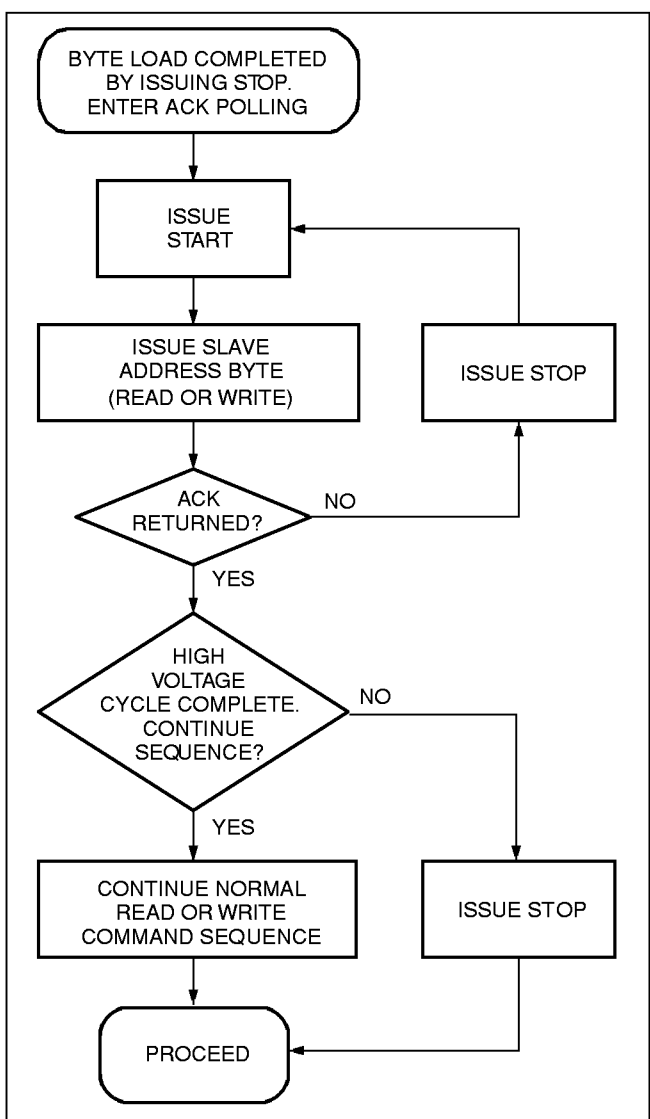 BYTE LOAD COMPLETED
BY ISSUING STOP.
ENTER ACK POLLING
ISSUE
START
ISSUE SLAVE
ADDRESS BYTE
(READ OR WRITE)
ISSUE STOP
ACK
RETURNED?
NO
YES
HIGH
VOLTAGE
CYCLE COMPLETE.
CONTINUE
SEQUENCE?
NO
YES
CONTINUE NORMAL
READ OR WRITE
COMMAND SEQUENCE
ISSUE STOP
PROCEED